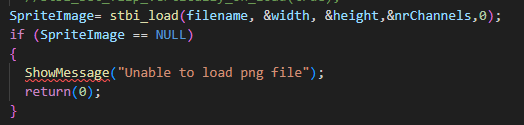 SpriteImage= stbi_load(filename, &width, &height,&nrChannels,0);
if (SpriteImage == NULL)
{
ShowMessage("Unable to load png file");
return(0);
}